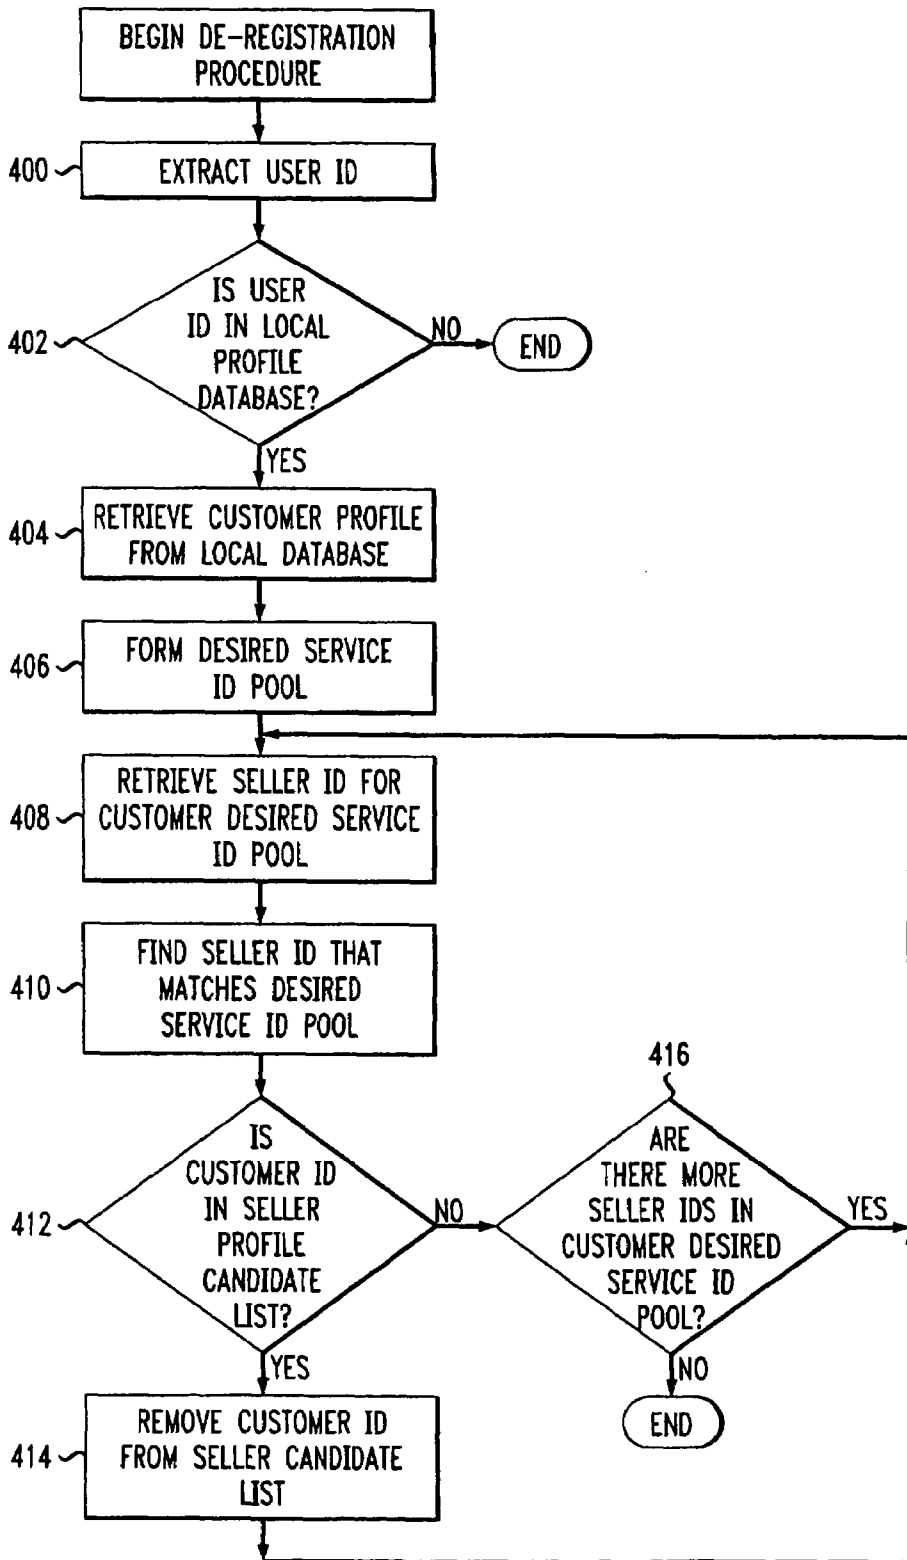 BEGIN DE-REGISTRATION
PROCEDURE
400
EXTRACT USER ID
IS USER
ID IN LOCAL
PROFILE
DATABASE?
402
NO
END
YES
404
RETRIEVE CUSTOMER PROFILE
FROM LOCAL DATABASE
406
FORM DESIRED SERVICE
ID POOL
408
RETRIEVE SELLER ID FOR
CUSTOMER DESIRED SERVICE
ID POOL
410
FIND SELLER ID THAT
MATCHES DESIRED
SERVICE ID POOL
412
IS
CUSTOMER ID
IN SELLER
PROFILE
CANDIDATE
LIST?
NO
416
ARE
THERE MORE
SELLER IDS IN
CUSTOMER DESIRED
SERVICE ID
POOL?
YES
NO
END
YES
414
REMOVE CUSTOMER ID
FROM SELLER CANDIDATE
LIST